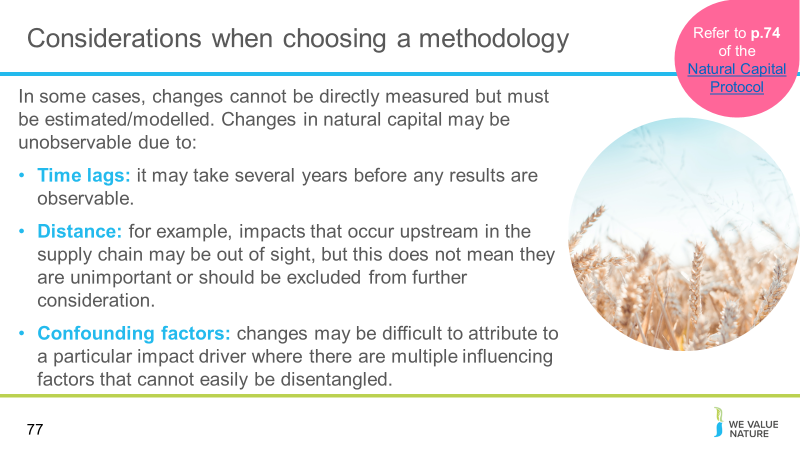 Considerations when choosing a methodology
Refer to p.74
of the
Natural Capital
Protocol
In some cases, changes cannot be directly measured but must
be estimated/modelled. Changes in natural capital may be
unobservable due to:
• Time lags: it may take several years before any results are
observable.
• Distance: for example, impacts that occur upstream in the
supply chain may be out of sight, but this does not mean they
are unimportant or should be excluded from further
consideration.
• Confounding factors: changes may be difficult to attribute to
a particular impact driver where there are multiple influencing
factors that cannot easily be disentangled.
77
WE VALUE
NATURE